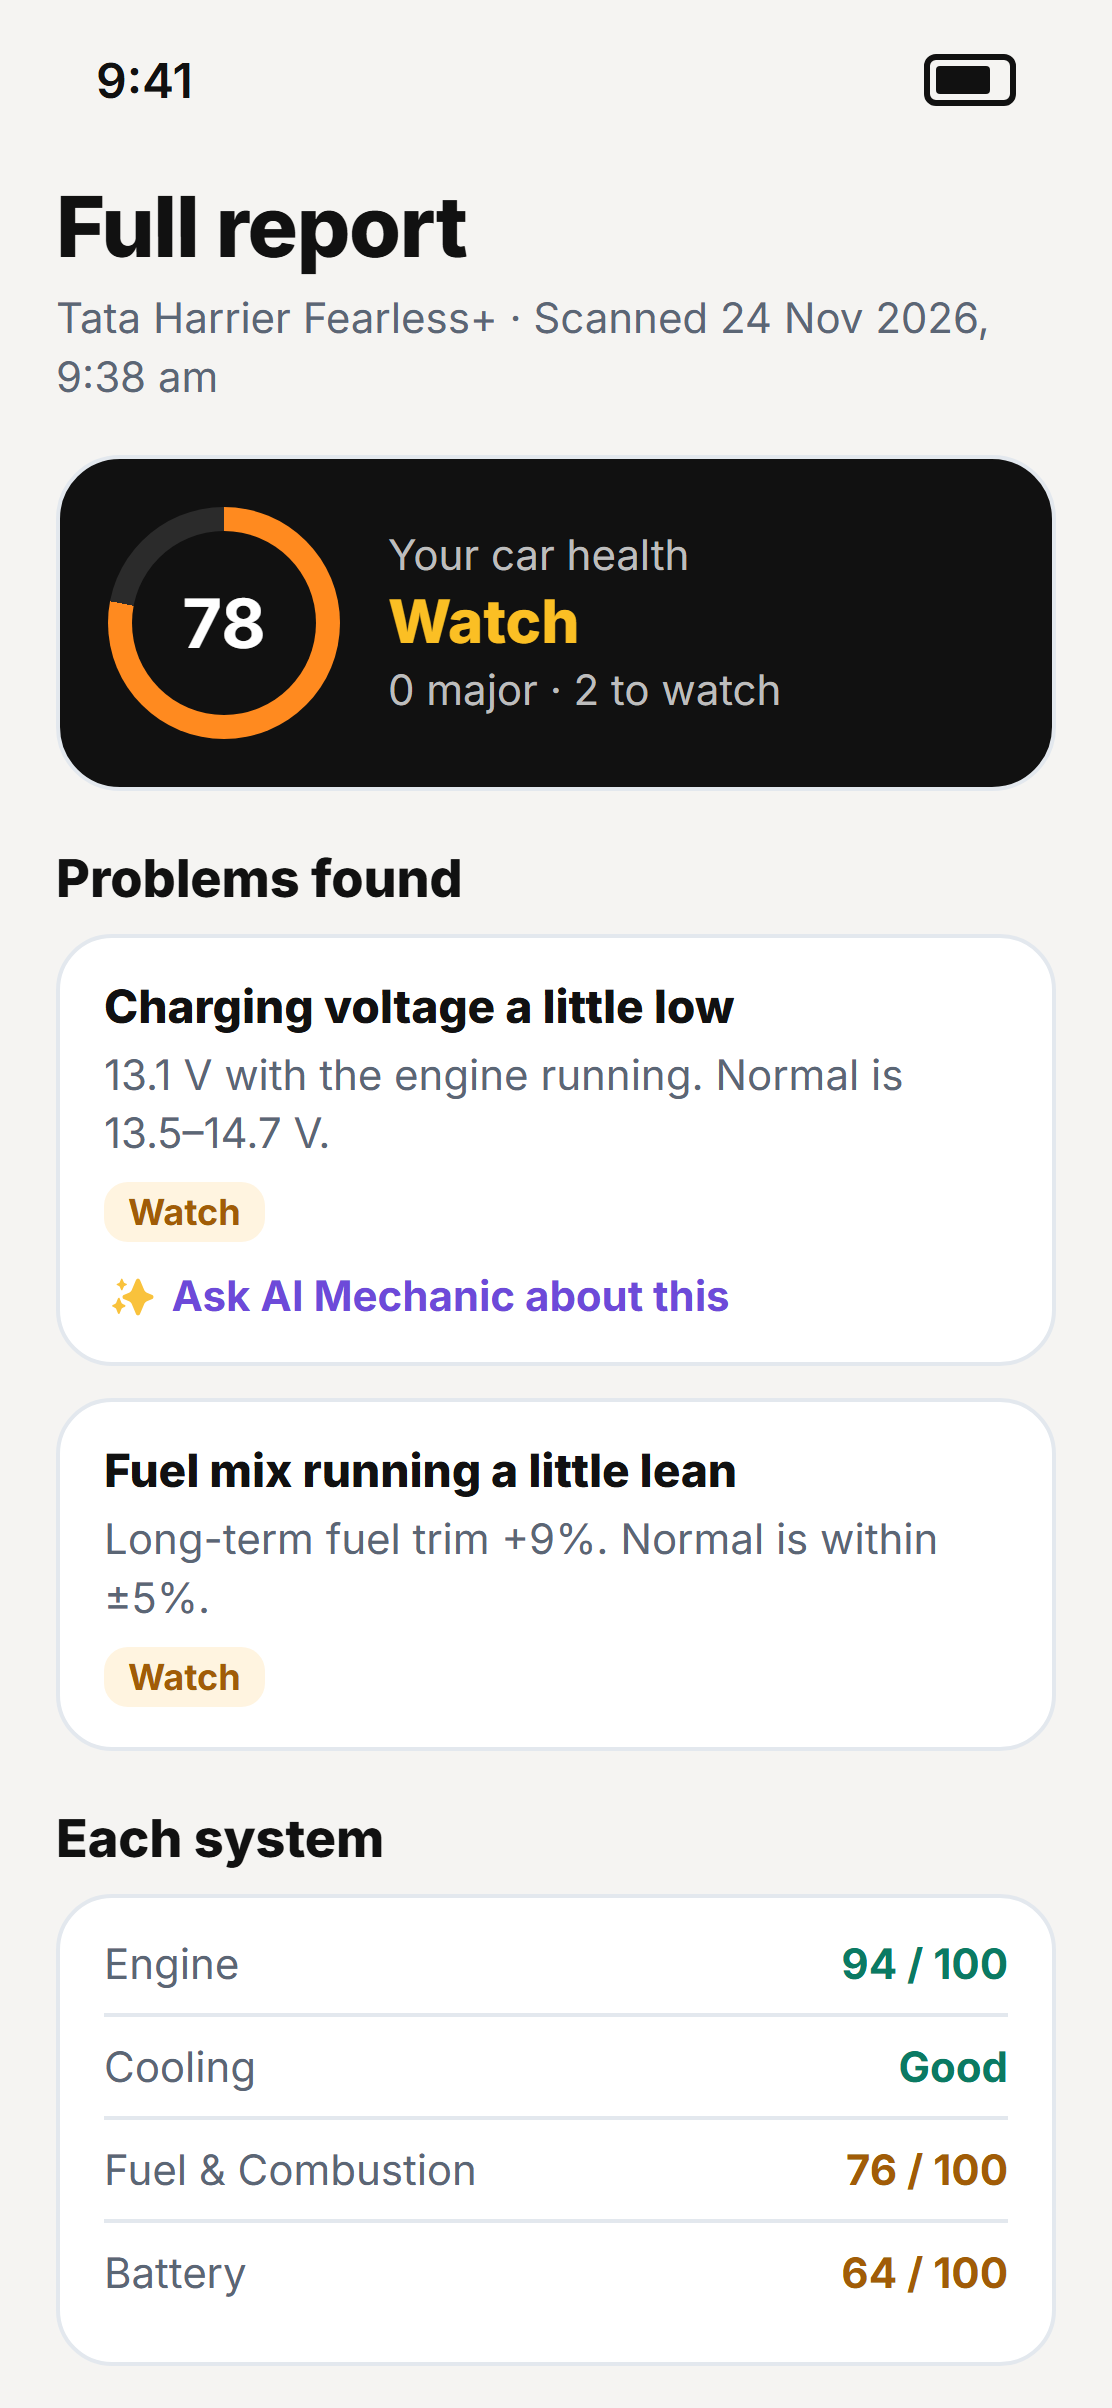 9:41
Full report
Tata Harrier Fearless+ · Scanned 24 Nov 2026,
9:38 am
78
Your car health
Watch
0 major · 2 to watch
Problems found
Charging voltage a little low
13.1 V with the engine running. Normal is
13.5–14.7 V.
Watch
✨ Ask AI Mechanic about this
Fuel mix running a little lean
Long-term fuel trim +9%. Normal is within
±5%.
Watch
Each system
Engine 94 / 100
Cooling Good
Fuel & Combustion 76 / 100
Battery 64 / 100